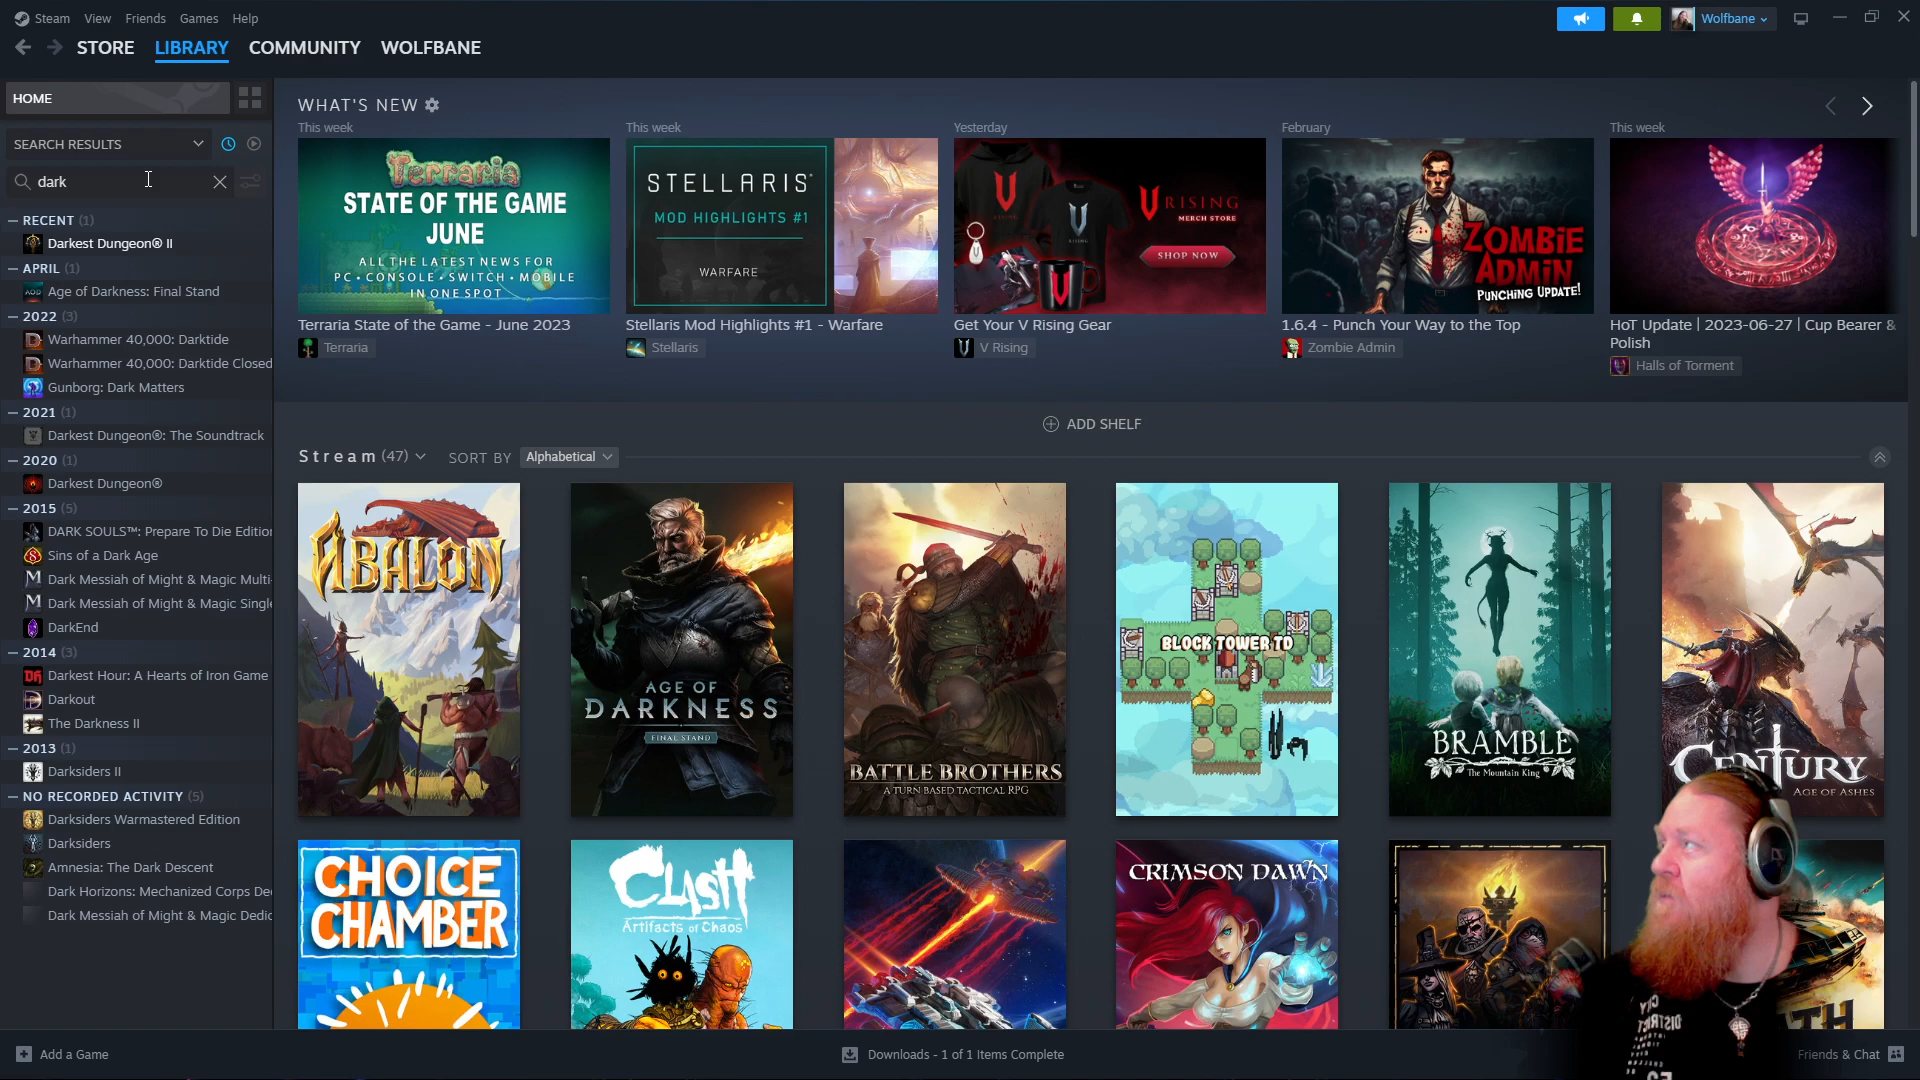 Steam View Friends Games Help
Wolfbane
STORE LIBRARY COMMUNITY WOLFBANE
HOME
SEARCH RESULTS
dark
RECENT (1)
Darkest Dungeon® II
APRIL (1)
Age of Darkness: Final Stand
2022 (3)
Warhammer 40,000: Darktide
Warhammer 40,000: Darktide Closed
Gunborg: Dark Matters
2021 (1)
Darkest Dungeon®: The Soundtrack
2020 (1)
Darkest Dungeon®
2015 (5)
DARK SOULS™: Prepare To Die Edition
Sins of a Dark Age
Dark Messiah of Might & Magic Multi-
Dark Messiah of Might & Magic Single
DarkEnd
2014 (3)
Darkest Hour: A Hearts of Iron Game
Darkout
The Darkness II
2013 (1)
Darksiders II
NO RECORDED ACTIVITY (5)
Darksiders Warmastered Edition
Darksiders
Amnesia: The Dark Descent
Dark Horizons: Mechanized Corps De
Dark Messiah of Might & Magic Dedic
WHAT'S NEW
This week
Terraria
STATE OF THE GAME
JUNE
ALL THE LATEST NEWS FOR
PC • CONSOLE • SWITCH • MOBILE
IN ONE SPOT
Terraria State of the Game - June 2023
Terraria
This week
STELLARIS
MOD HIGHLIGHTS #1
WARFARE
Stellaris Mod Highlights #1 - Warfare
Stellaris
Yesterday
V RISING
MERCH STORE
SHOP NOW
Get Your V Rising Gear
V Rising
February
ZOMBIE
ADMIN
PUNCHING UPDATE!
1.6.4 - Punch Your Way to the Top
Zombie Admin
This week
HoT Update | 2023-06-27 | Cup Bearer &
Polish
Halls of Torment
ADD SHELF
Stream (47) SORT BY Alphabetical
ABALON
AGE OF
DARKNESS
FINAL STAND
BATTLE BROTHERS
A TURN BASED TACTICAL RPG
BLOCK TOWER TD
BRAMBLE
The Mountain King
CENTURY
AGE OF ASHES
CHOICE
CHAMBER
CLASH
Artifacts of Chaos
CRIMSON DAWN
CITY
DISTRICT
Add a Game
Downloads - 1 of 1 Items Complete
Friends & Chat